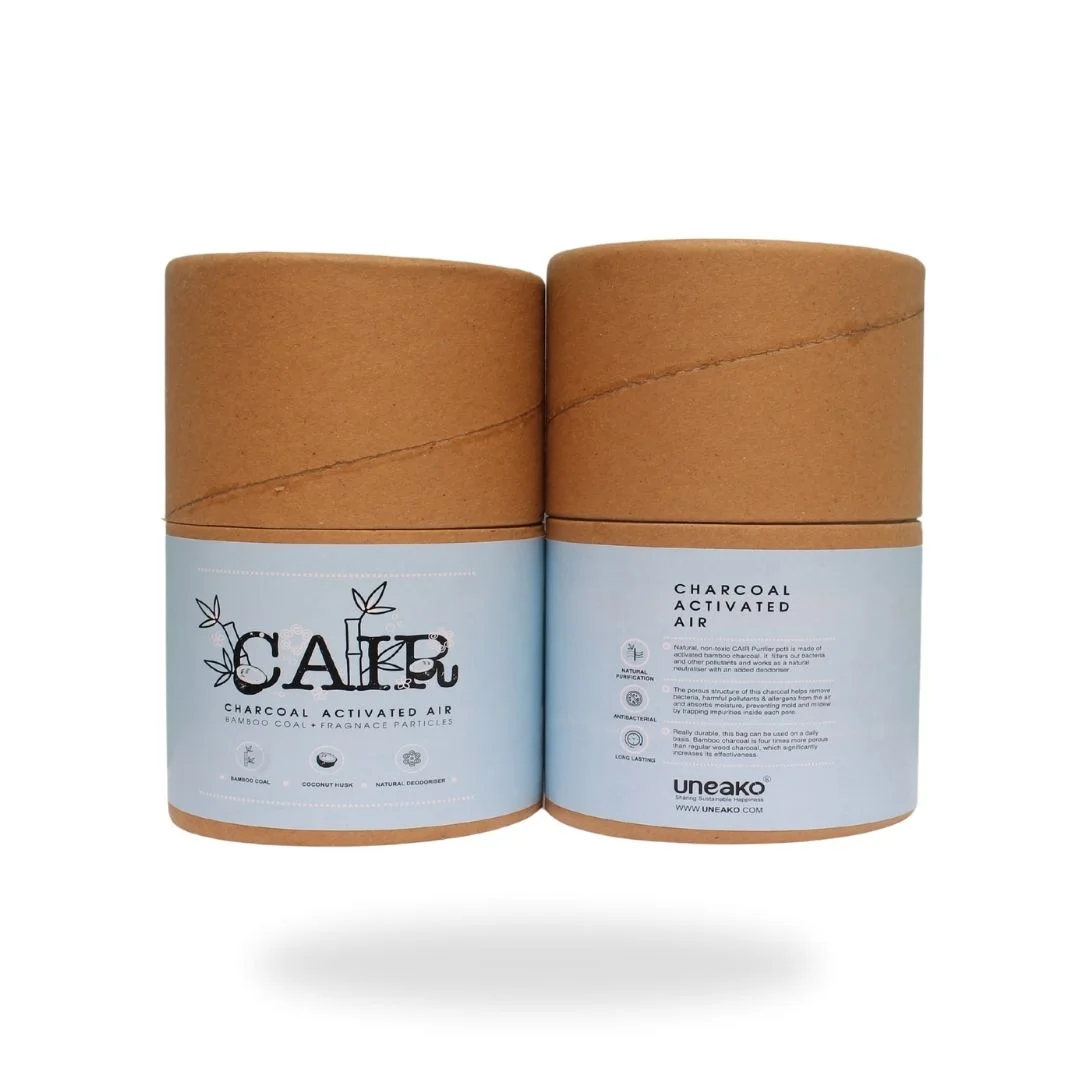 CAIR
CHARCOAL ACTIVATED AIR
BAMBOO COAL + FRAGNACE PARTICLES
BAMBOO COAL
COCONUT HUSK
NATURAL DEODORISER
CHARCOAL
ACTIVATED
AIR
NATURAL
PURIFICATION
Natural, non-toxic CAIR Purifier potli is made of
activated bamboo charcoal. it filters out bacteria
and other pollutants and works as a natural
neutraliser with an added deodoriser
ANTIBACTERIAL
The porous structure of this charcoal helps remove
bacteria, harmful pollutants & allergens from the air
and absorbs moisture, preventing mold and mildew
by trapping impurities inside each pore.
LONG LASTING
Really durable, this bag can be used on a daily
basis. Bamboo charcoal is four times more porous
than regular wood charcoal, which significantly
increases its effectiveness.
uneako®
Sharing Sustainable Happiness
WWW.UNEAKO.COM